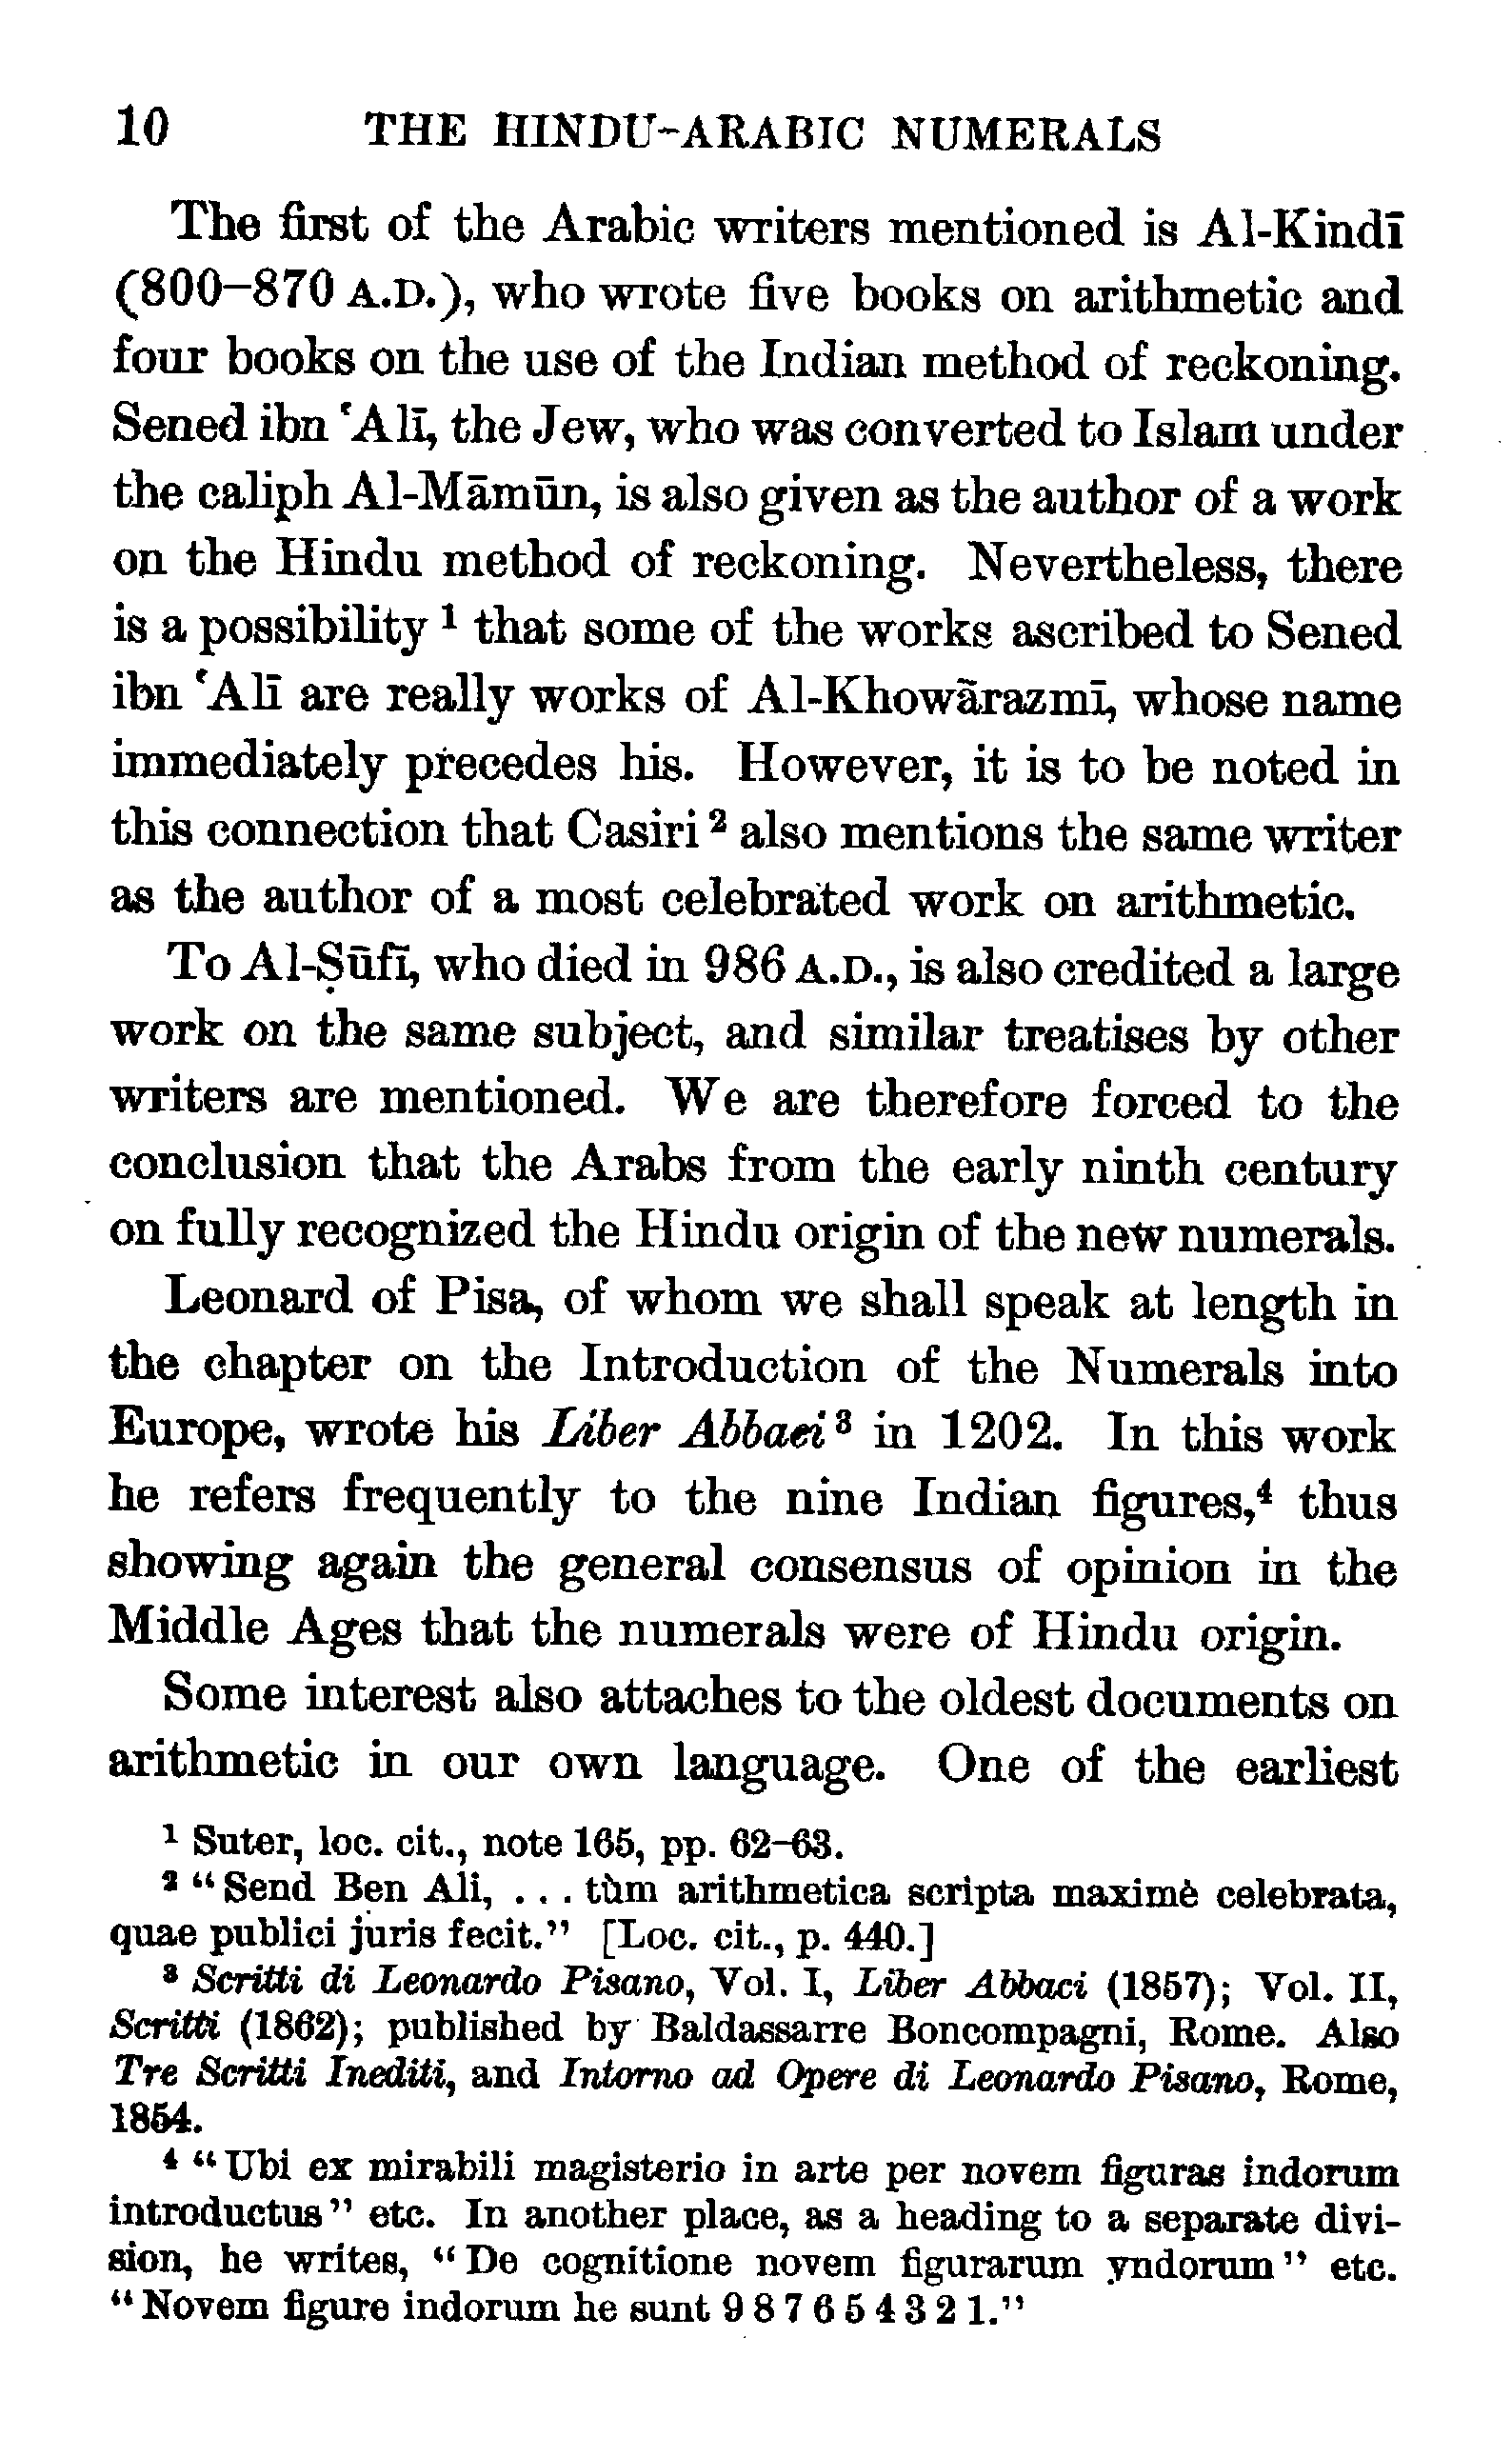 10 THE HINDU-ARABIC NUMERALS
The first of the Arabic writers mentioned is Al-Kindī
(800–870 A.D.), who wrote five books on arithmetic and
four books on the use of the Indian method of reckoning.
Sened ibn ʿAlī, the Jew, who was converted to Islam under
the caliph Al-Māmūn, is also given as the author of a work
on the Hindu method of reckoning. Nevertheless, there
is a possibility ¹ that some of the works ascribed to Sened
ibn ʿAlī are really works of Al-Khowārazmī, whose name
immediately precedes his. However, it is to be noted in
this connection that Casiri ² also mentions the same writer
as the author of a most celebrated work on arithmetic.
To Al-Ṣūfī, who died in 986 A.D., is also credited a large
work on the same subject, and similar treatises by other
writers are mentioned. We are therefore forced to the
conclusion that the Arabs from the early ninth century
on fully recognized the Hindu origin of the new numerals.
Leonard of Pisa, of whom we shall speak at length in
the chapter on the Introduction of the Numerals into
Europe, wrote his Liber Abbaci ³ in 1202. In this work
he refers frequently to the nine Indian figures,⁴ thus
showing again the general consensus of opinion in the
Middle Ages that the numerals were of Hindu origin.
Some interest also attaches to the oldest documents on
arithmetic in our own language. One of the earliest
¹ Suter, loc. cit., note 165, pp. 62–63.
² "Send Ben Ali, . . . tùm arithmetica scripta maximè celebrata,
quae publici juris fecit." [Loc. cit., p. 440.]
³ Scritti di Leonardo Pisano, Vol. I, Liber Abbaci (1857); Vol. II,
Scritti (1862); published by Baldassarre Boncompagni, Rome. Also
Tre Scritti Inediti, and Intorno ad Opere di Leonardo Pisano, Rome,
1854.
⁴ "Ubi ex mirabili magisterio in arte per novem figuras indorum
introductus" etc. In another place, as a heading to a separate divi-
sion, he writes, "De cognitione novem figurarum yndorum" etc.
"Novem figure indorum he sunt 9 8 7 6 5 4 3 2 1."